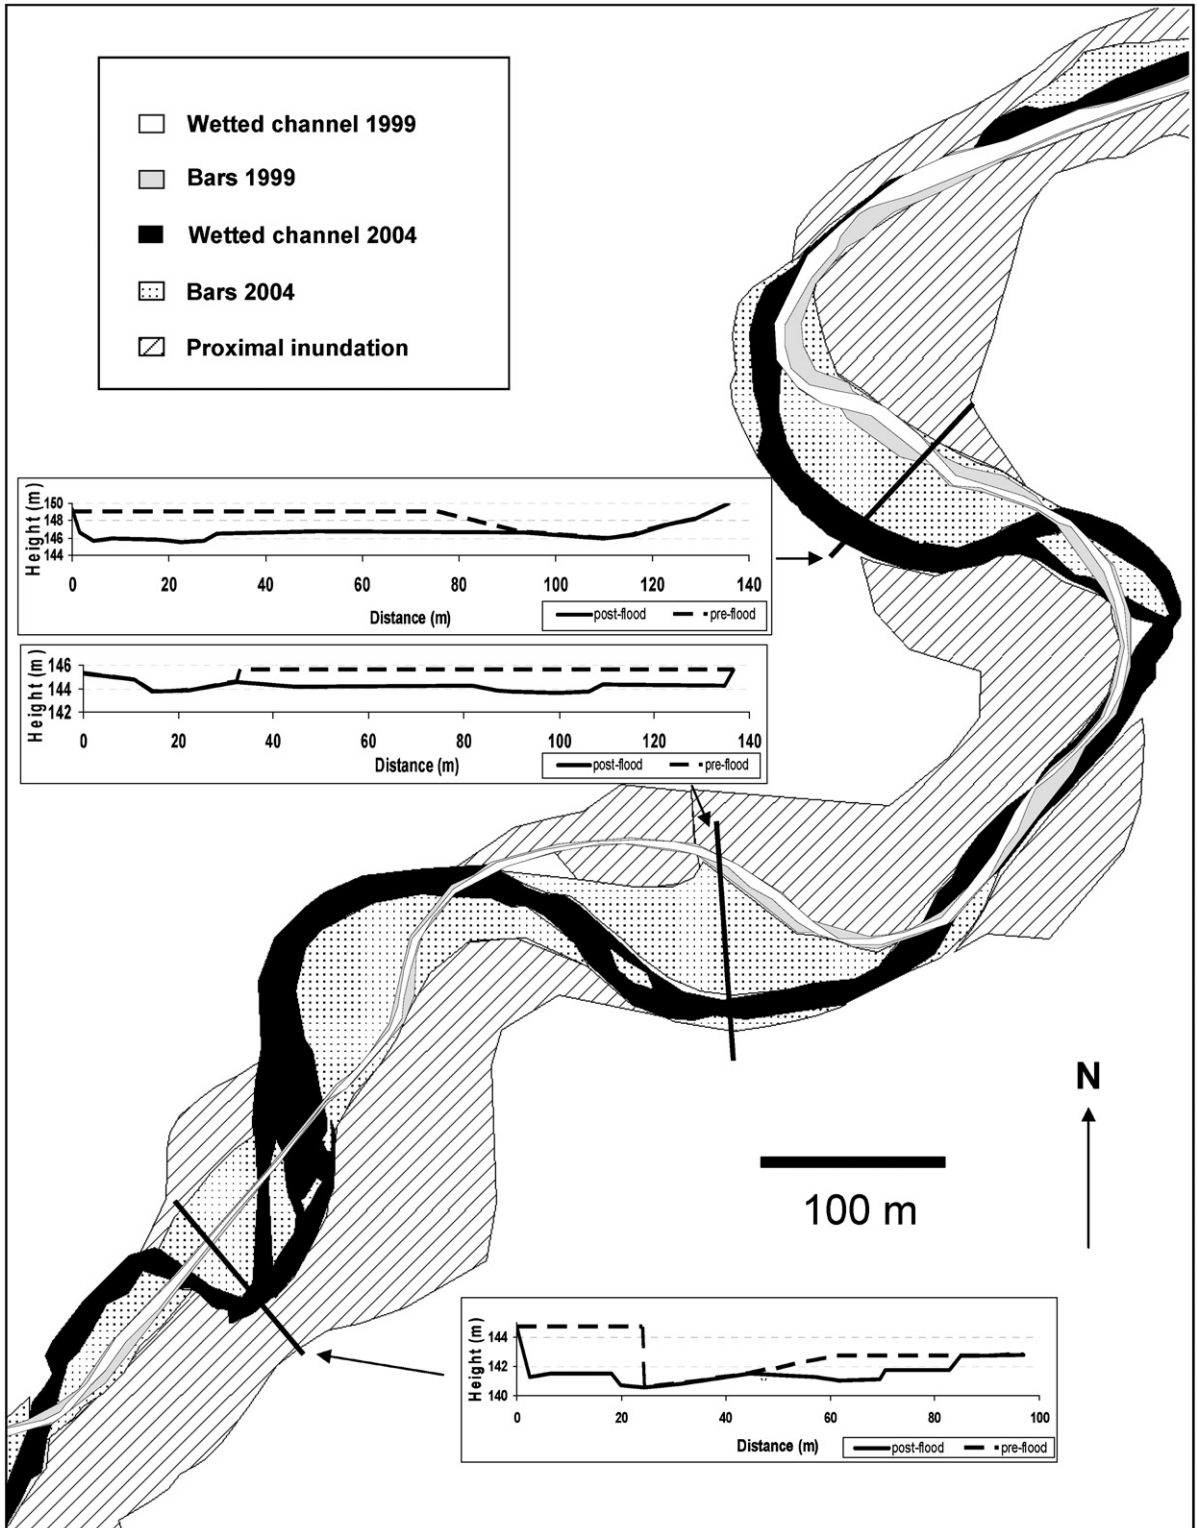 Wetted channel 1999
Bars 1999
Wetted channel 2004
Bars 2004
Proximal inundation
Height (m)
150
148
146
144
0 20 40 60 80 100 120 140
Distance (m)
post-flood pre-flood
Height (m)
146
144
142
0 20 40 60 80 100 120 140
Distance (m)
post-flood pre-flood
N
100 m
Height (m)
144
142
140
0 20 40 60 80 100
Distance (m)
post-flood pre-flood